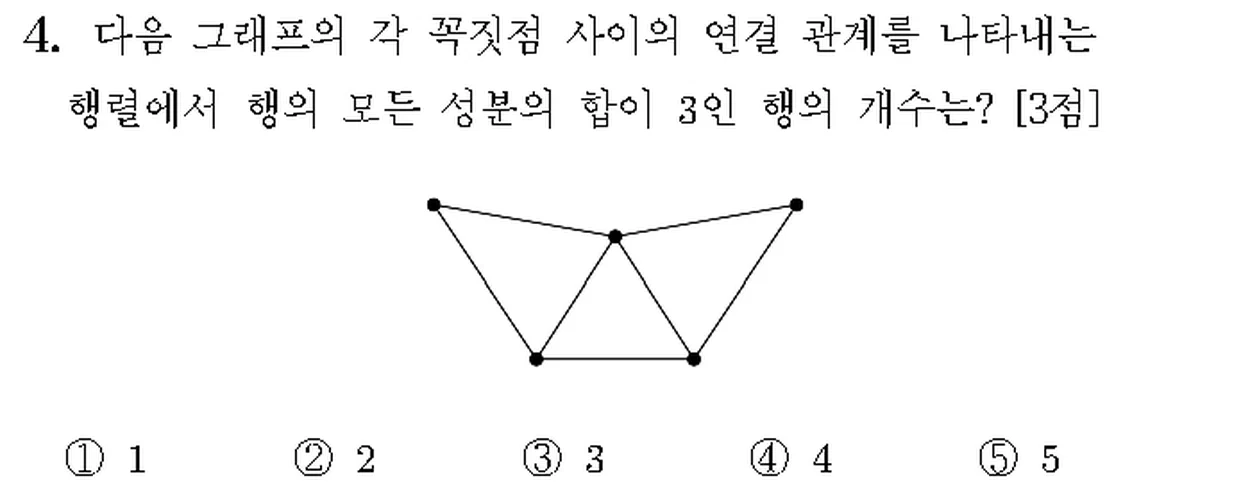 4. 다음 그래프의 각 꼭짓점 사이의 연결 관계를 나타내는
행렬에서 행의 모든 성분의 합이 3인 행의 개수는? [3점]
① 1 ② 2 ③ 3 ④ 4 ⑤ 5